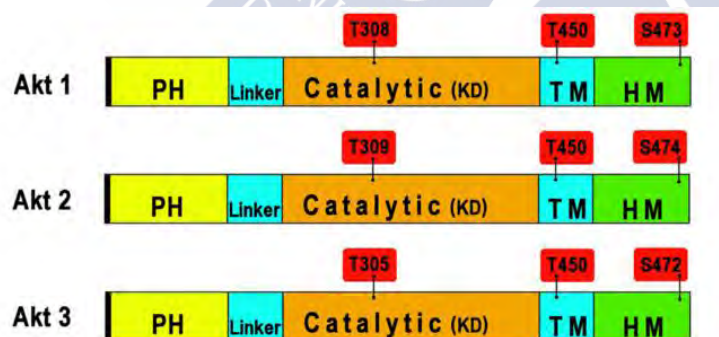 T308 T450 S473
Akt 1 PH Linker Catalytic (KD) TM HM
T309 T450 S474
Akt 2 PH Linker Catalytic (KD) TM HM
T305 T450 S472
Akt 3 PH Linker Catalytic (KD) TM HM